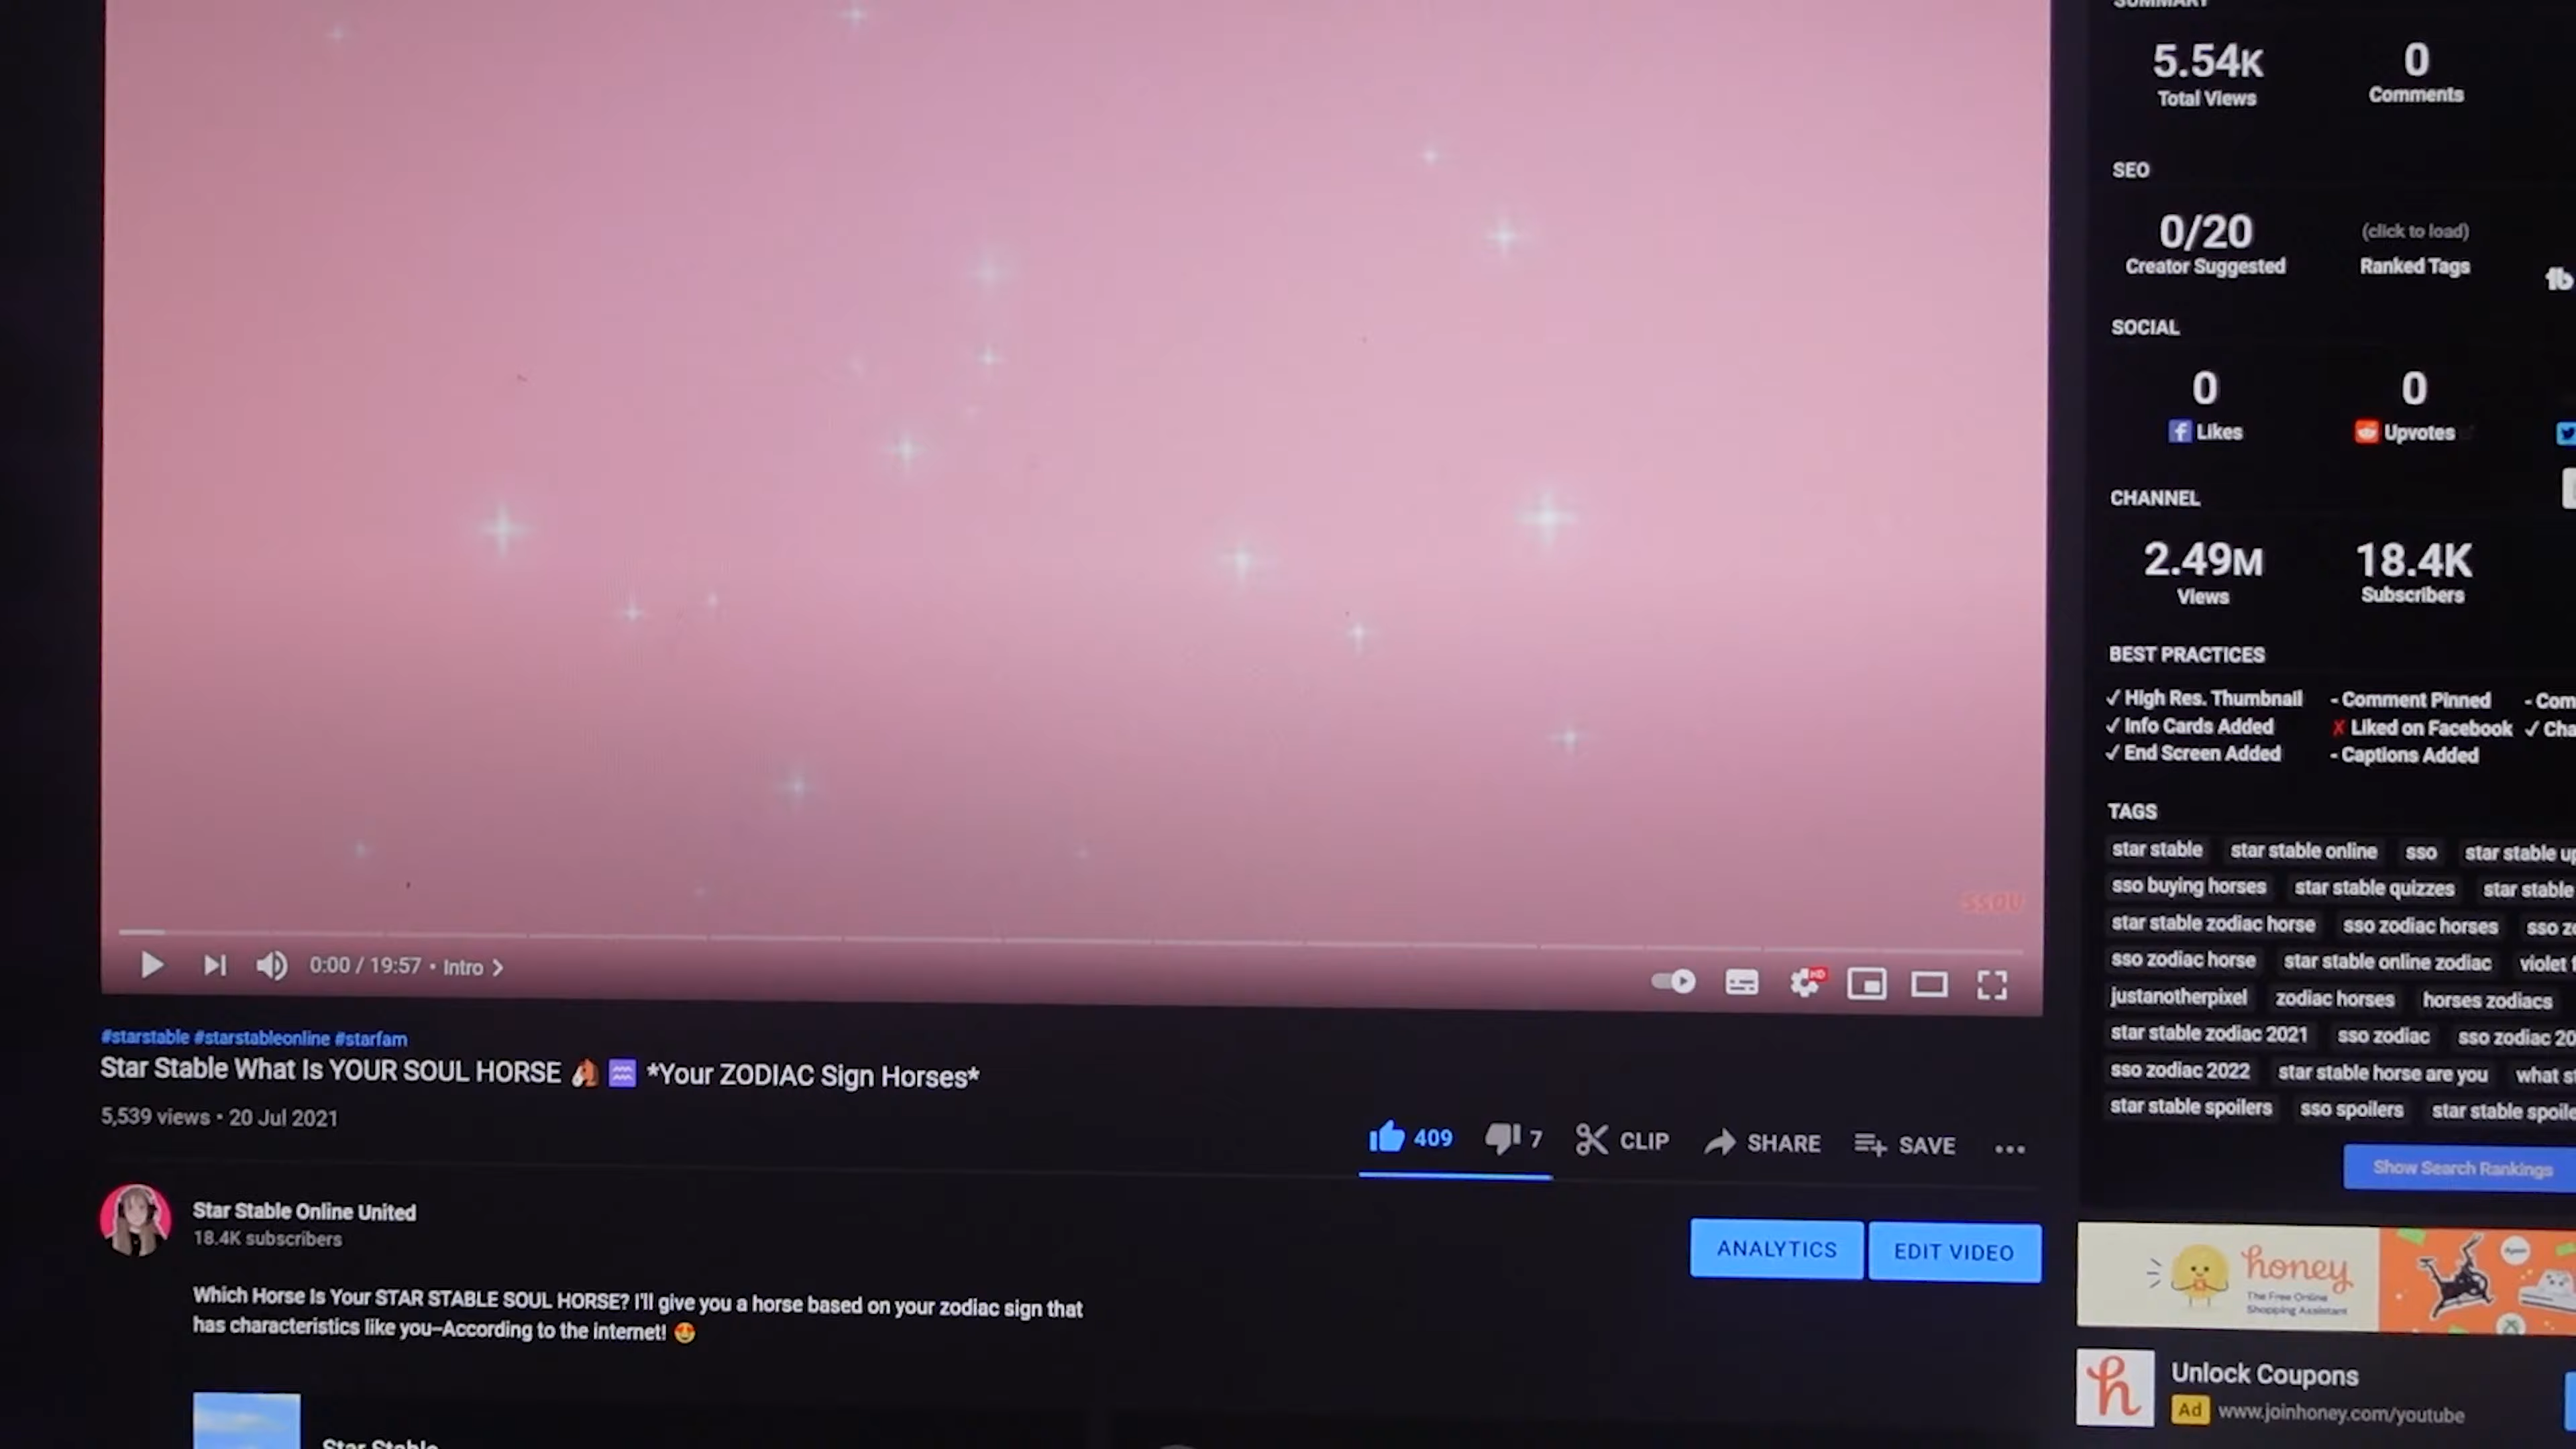 SUMMARY
5.54K 0
Total Views Comments
SEO
0/20 (click to load)
Creator Suggested Ranked Tags
tb
SOCIAL
0 0
f Likes Upvotes
CHANNEL
2.49M 18.4K
Views Subscribers
BEST PRACTICES
✓ High Res. Thumbnail - Comment Pinned - Com
✓ Info Cards Added ✗ Liked on Facebook ✓ Cha
✓ End Screen Added - Captions Added
TAGS
star stable star stable online sso star stable up
sso buying horses star stable quizzes star stable
star stable zodiac horse sso zodiac horses sso zo
sso zodiac horse star stable online zodiac violet f
justanotherpixel zodiac horses horses zodiacs
star stable zodiac 2021 sso zodiac sso zodiac 20
sso zodiac 2022 star stable horse are you what s
star stable spoilers sso spoilers star stable spoile
Show Search Rankings
SSOU
0:00 / 19:57 • Intro
HD
#starstable #starstableonline #starfam
Star Stable What Is YOUR SOUL HORSE 🐴 ♒ *Your ZODIAC Sign Horses*
5,539 views • 20 Jul 2021
409 7 CLIP SHARE SAVE
Star Stable Online United
18.4K subscribers
ANALYTICS EDIT VIDEO
Which Horse Is Your STAR STABLE SOUL HORSE? I'll give you a horse based on your zodiac sign that
has characteristics like you–According to the internet! 😍
Star Stable
honey
The Free Online
Shopping Assistant
h Unlock Coupons
Ad www.joinhoney.com/youtube